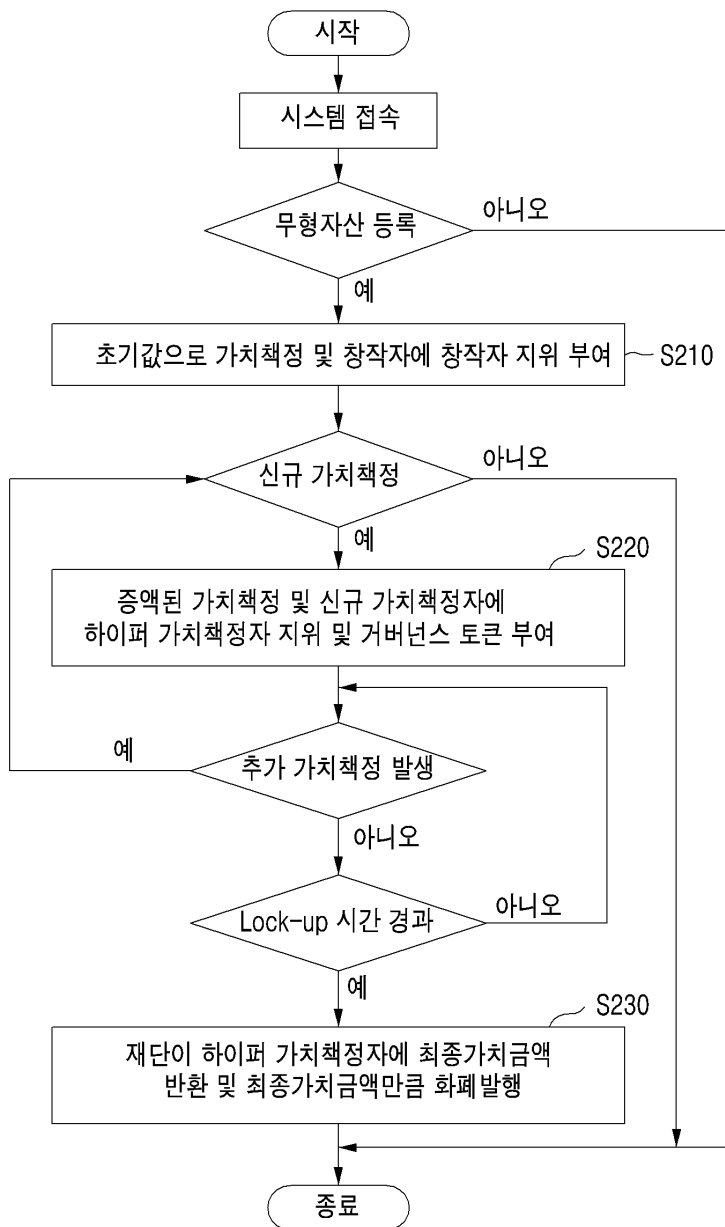 시작
시스템 접속
무형자산 등록
아니오
예
초기값으로 가치책정 및 창작자에 창작자 지위 부여
S210
신규 가치책정
아니오
예
S220
증액된 가치책정 및 신규 가치책정자에
하이퍼 가치책정자 지위 및 거버넌스 토큰 부여
예
추가 가치책정 발생
아니오
Lock-up 시간 경과
아니오
예
S230
재단이 하이퍼 가치책정자에 최종가치금액
반환 및 최종가치금액만큼 화폐발행
종료